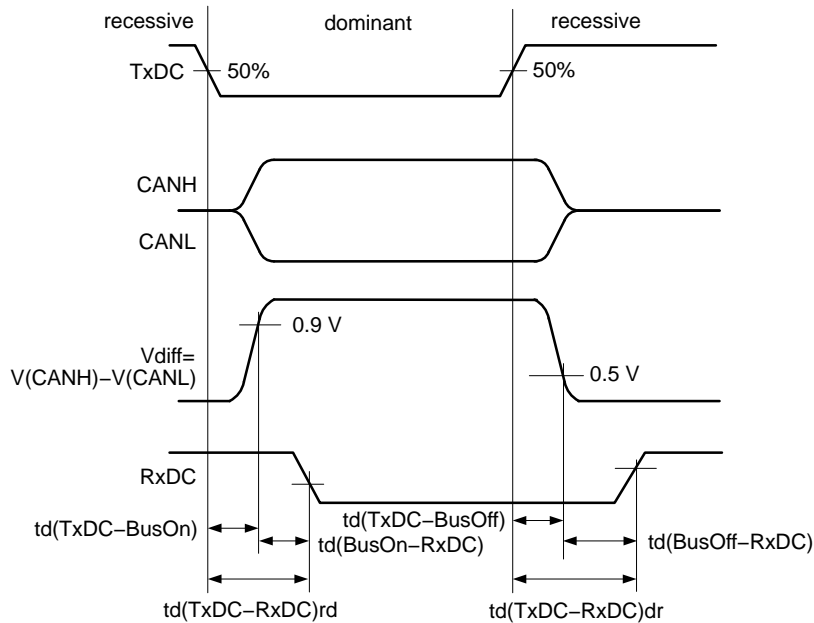 recessive dominant recessive
TxDC 50% 50%
CANH
CANL
0.9 V
Vdiff=
V(CANH)−V(CANL)
0.5 V
RxDC
td(TxDC−BusOn) td(TxDC−BusOff)
td(BusOn−RxDC) td(BusOff−RxDC)
td(TxDC−RxDC)rd td(TxDC−RxDC)dr